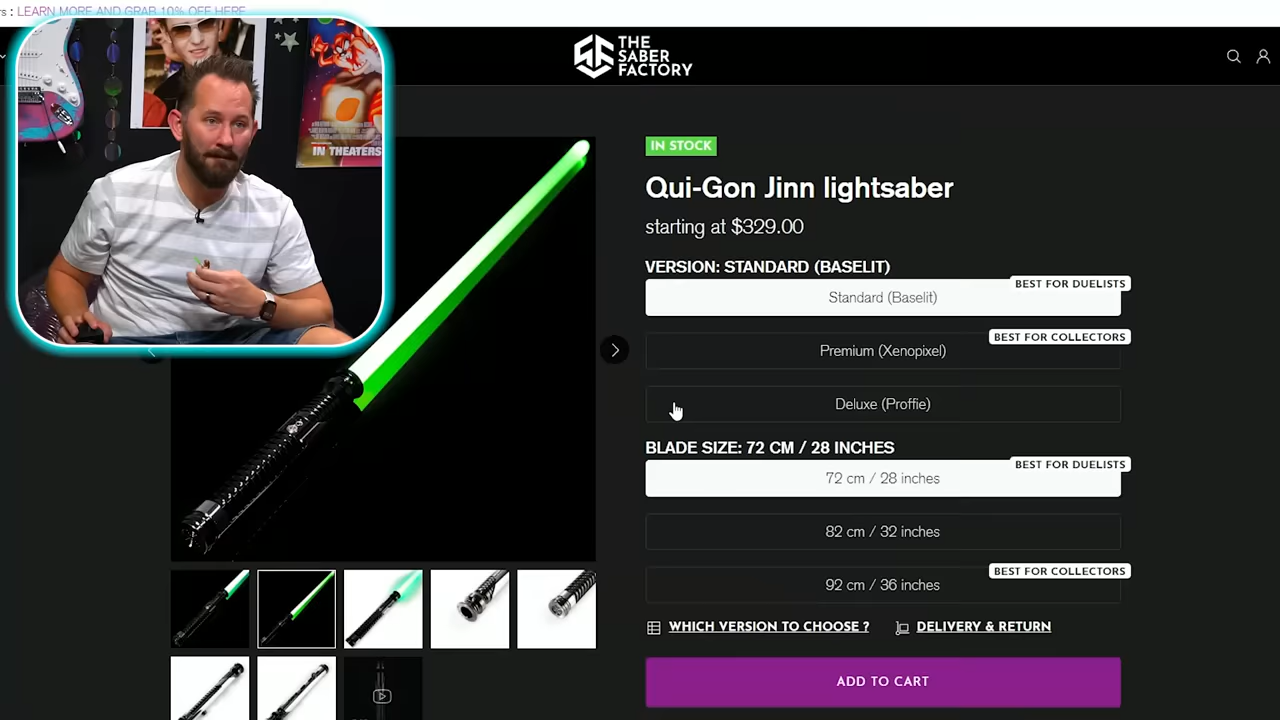 rs : LEARN MORE AND GRAB 10% OFF HERE
THE
SABER
FACTORY
IN THEATERS
IN STOCK
Qui-Gon Jinn lightsaber
starting at $329.00
VERSION: STANDARD (BASELIT)
BEST FOR DUELISTS
Standard (Baselit)
BEST FOR COLLECTORS
Premium (Xenopixel)
Deluxe (Proffie)
BLADE SIZE: 72 CM / 28 INCHES
BEST FOR DUELISTS
72 cm / 28 inches
82 cm / 32 inches
BEST FOR COLLECTORS
92 cm / 36 inches
WHICH VERSION TO CHOOSE ?
DELIVERY & RETURN
ADD TO CART